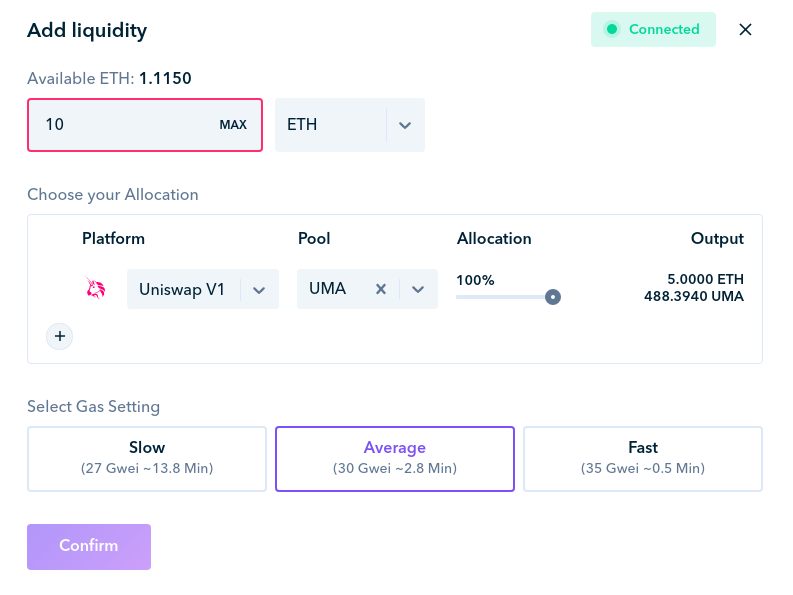 Add liquidity
Connected
Available ETH: 1.1150
10 MAX ETH
Choose your Allocation
Platform Pool Allocation Output
Uniswap V1 UMA 100% 5.0000 ETH
488.3940 UMA
Select Gas Setting
Slow Average Fast
(27 Gwei ~13.8 Min) (30 Gwei ~2.8 Min) (35 Gwei ~0.5 Min)
Confirm